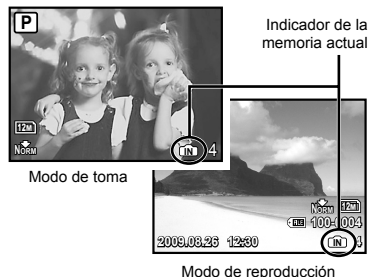 P
Indicador de la
memoria actual
12M
NORM
IN 4
Modo de toma
NORM 12M
FILE 100-0004
2009.08.26 12:30
IN 4
Modo de reproducción